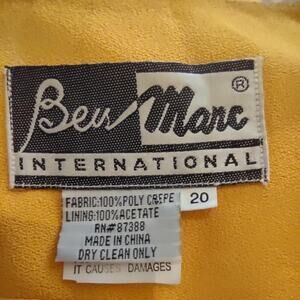 Ben Marc ®
INTERNATIONAL
FABRIC:100% POLY CREPE
LINING:100% ACETATE
RN#87388
MADE IN CHINA
DRY CLEAN ONLY
IT CAUSES DAMAGES
20